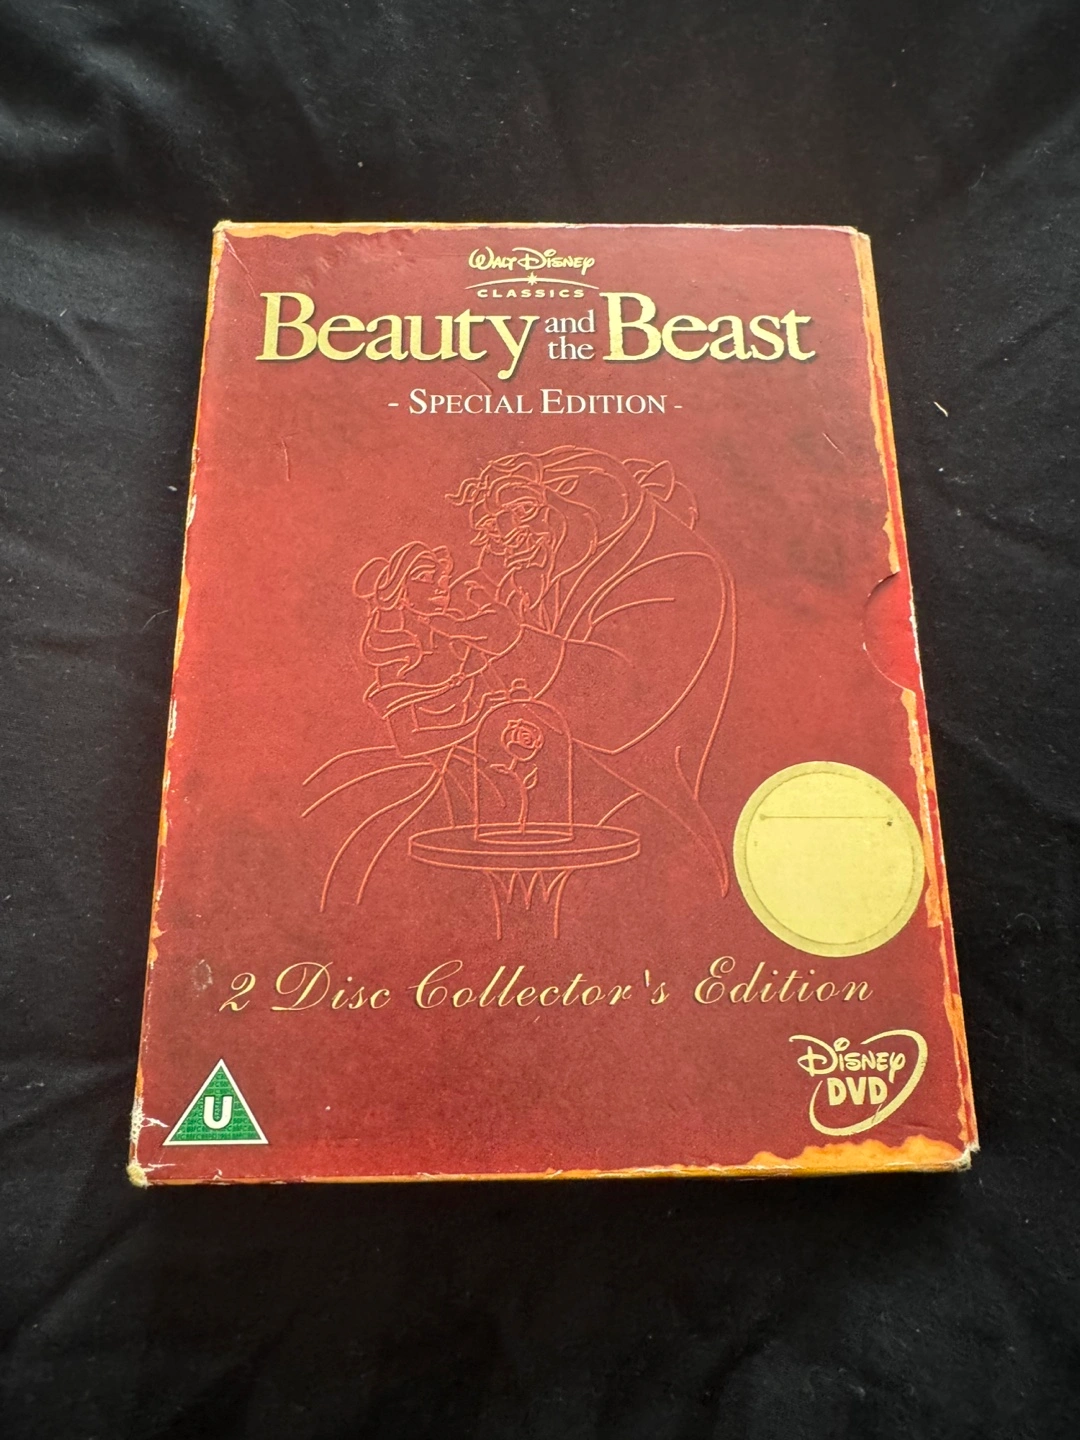 WALT DISNEY
CLASSICS
Beauty and the Beast
- SPECIAL EDITION -
2 Disc Collector's Edition
U
DISNEY
DVD